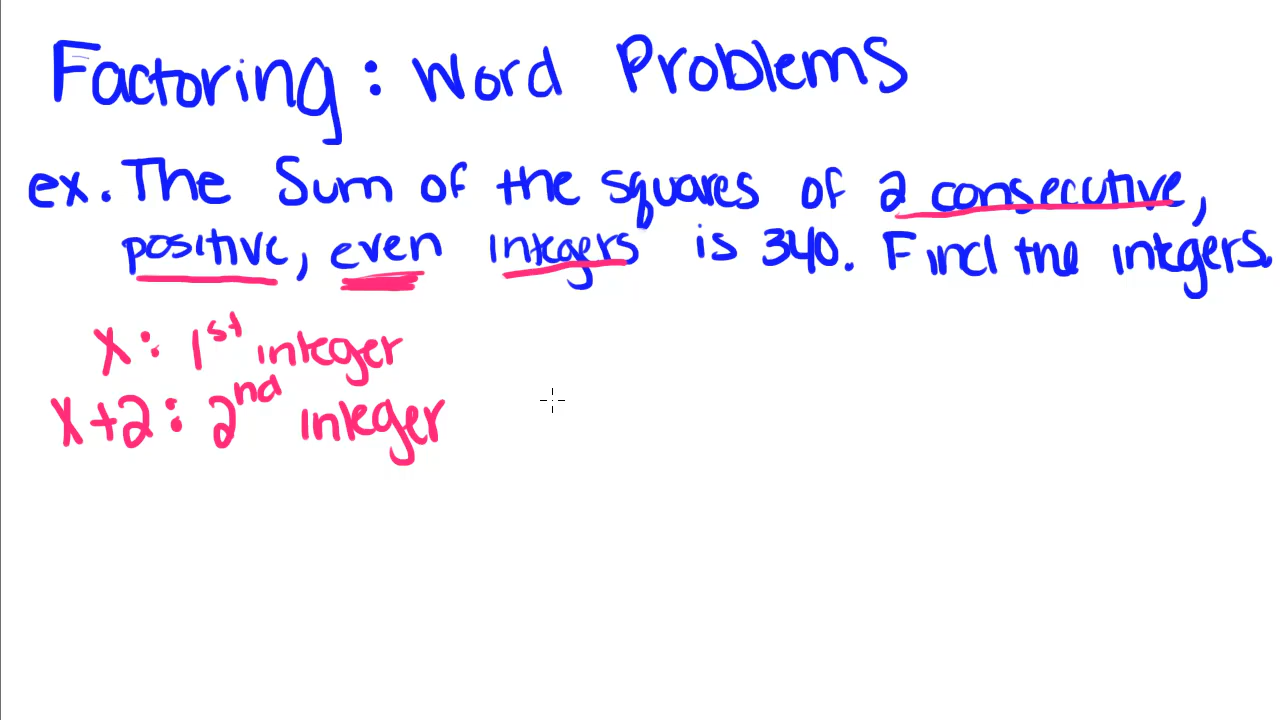 Factoring: Word Problems
ex. The Sum of the squares of 2 consecutive,
positive, even integers is 340. Find the integers.
x: 1st integer
x+2: 2nd integer